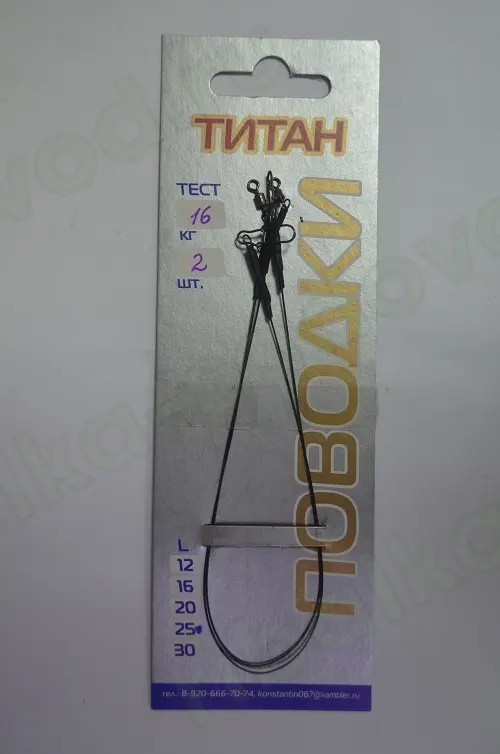 ТИТАН
ТЕСТ
16
КГ
2
ШТ.
ПОВОДКИ
L
12
16
20
25
30
тел. 8-920-666-70-74, konstantin067@rambler.ru